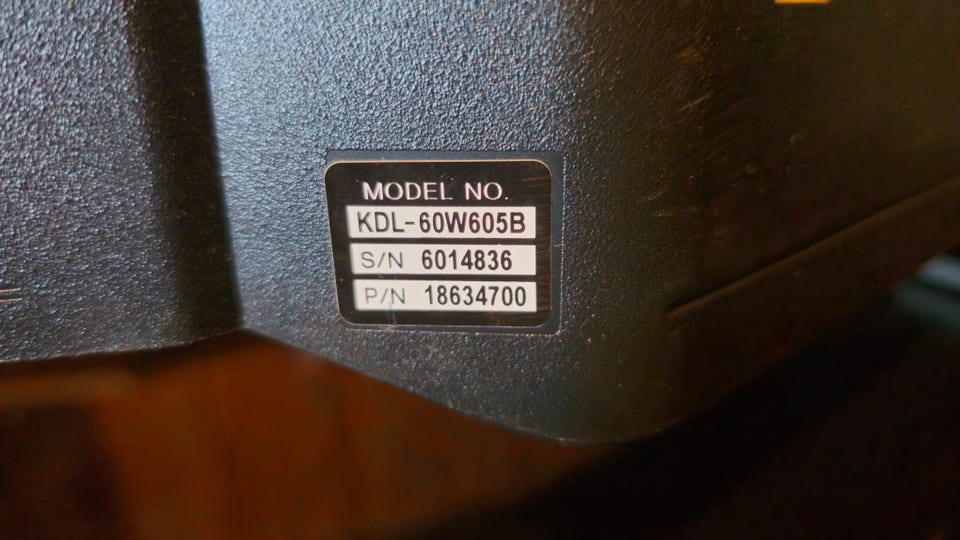 MODEL NO.
KDL-60W605B
S/N 6014836
P/N 18634700